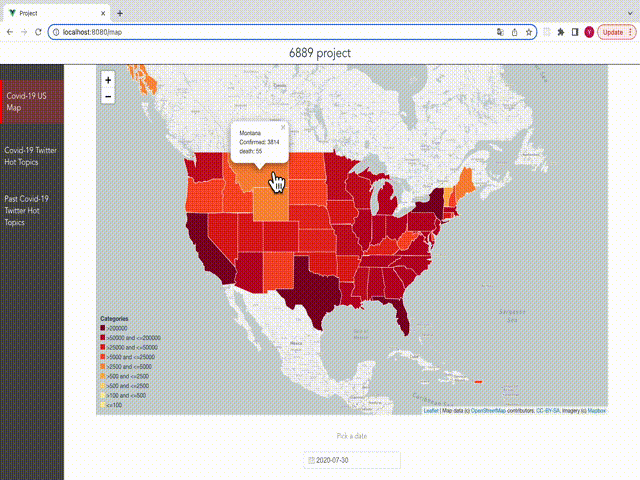 Project
localhost:8080/map
Y
Update
6889 project
Covid-19 US
Map
Covid-19 Twitter
Hot Topics
Past Covid-19
Twitter Hot
Topics
+
−
Montana
Confirmed: 3814
death: 55
Sargasso
Sea
Mexico
Categories
>200000
>50000 and <=200000
>25000 and <=50000
>5000 and <=25000
>2500 and <=5000
>500 and <=2500
>500 and <=2500
>100 and <=500
<=100
Leaflet | Map data (c) OpenStreetMap contributors, CC-BY-SA, Imagery (c) Mapbox
Pick a date
2020-07-30